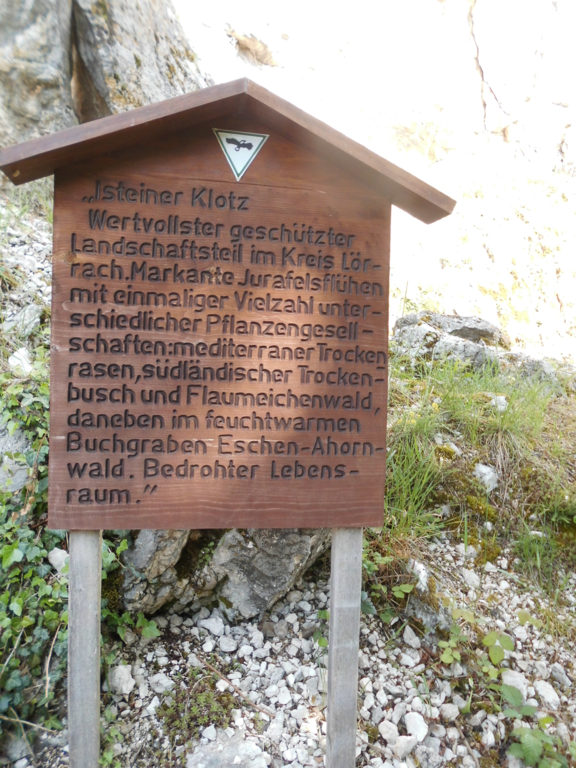 „Isteiner Klotz
Wertvollster geschützter
Landschaftsteil im Kreis Lör-
rach. Markante Jurafelsflühen
mit einmaliger Vielzahl unter-
schiedlicher Pflanzengesell-
schaften: mediterraner Trocken
rasen, südländischer Trocken-
busch und Flaumeichenwald,
daneben im feuchtwarmen
Buchgraben Eschen-Ahorn-
wald. Bedrohter Lebens-
raum."